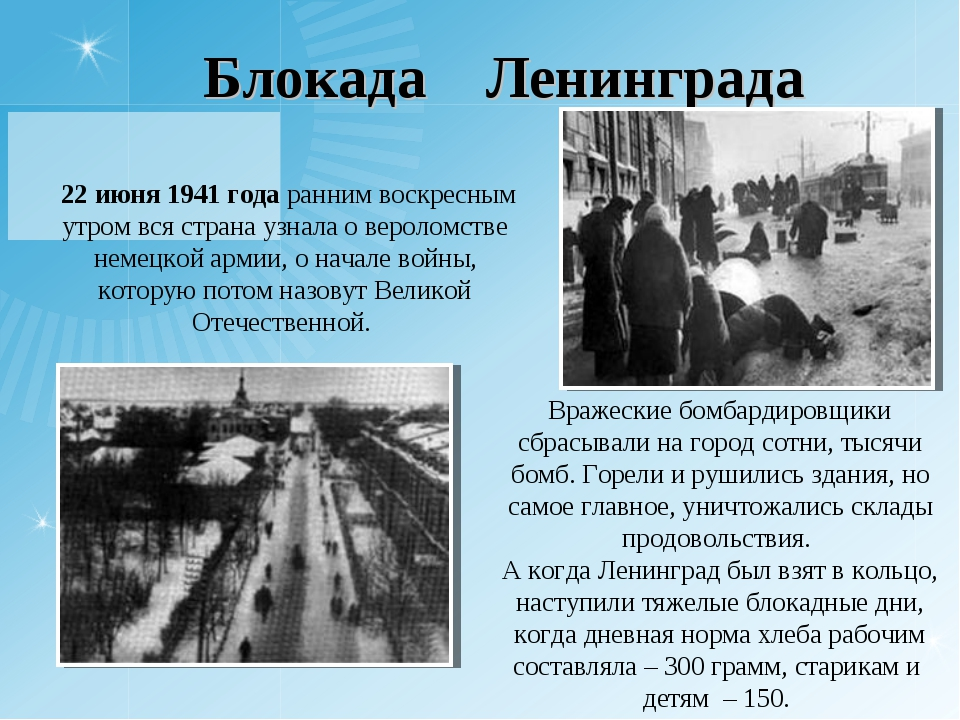 Блокада Ленинграда
22 июня 1941 года ранним воскресным
утром вся страна узнала о вероломстве
немецкой армии, о начале войны,
которую потом назовут Великой
Отечественной.
Вражеские бомбардировщики
сбрасывали на город сотни, тысячи
бомб. Горели и рушились здания, но
самое главное, уничтожались склады
продовольствия.
А когда Ленинград был взят в кольцо,
наступили тяжелые блокадные дни,
когда дневная норма хлеба рабочим
составляла – 300 грамм, старикам и
детям – 150.